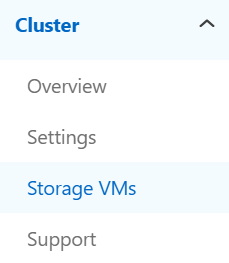 Cluster
Overview
Settings
Storage VMs
Support